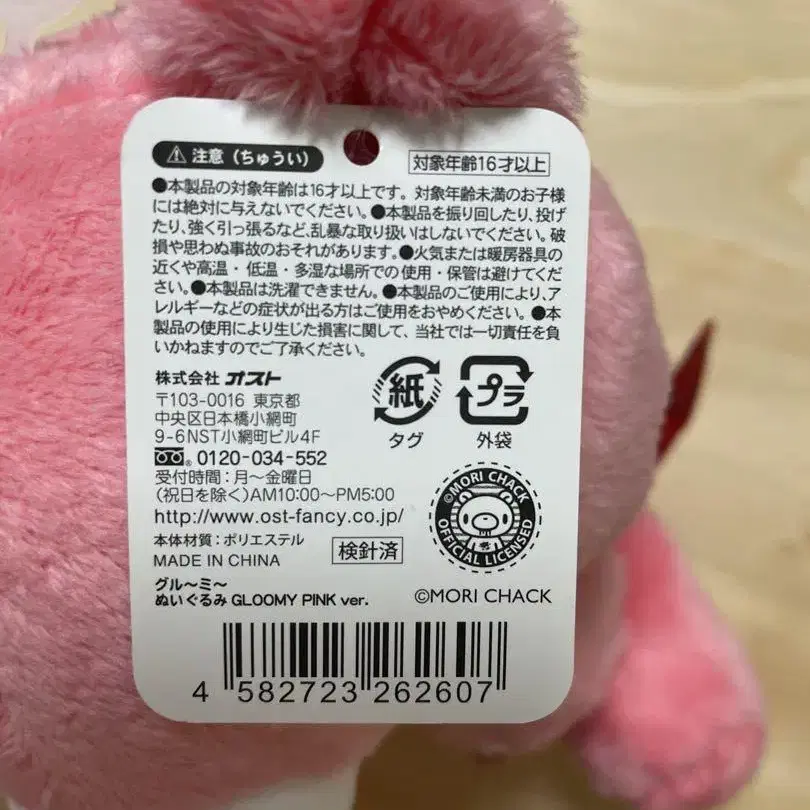 注意（ちゅうい）
対象年齢16才以上
●本製品の対象年齢は16才以上です。対象年齢未満のお子様
には絶対に与えないでください。●本製品を振り回したり、投げ
たり、強く引っ張るなど、乱暴な取り扱いはしないでください。破
損や思わぬ事故のおそれがあります。●火気または暖房器具の
近くや高温・低温・多湿な場所での使用・保管は避けてくだ
さい。●本製品は洗濯できません。●本製品のご使用により、ア
レルギーなどの症状が出る方はご使用をおやめください。●本
製品の使用により生じた損害に関して、当社では一切責任を負
いかねますのでご了承ください。
株式会社 オスト
〒103-0016 東京都
中央区日本橋小網町
9-6NST小網町ビル4F
0120-034-552
受付時間：月～金曜日
(祝日を除く)AM10:00～PM5:00
http://www.ost-fancy.co.jp/
本体材質：ポリエステル
MADE IN CHINA
検針済
紙
タグ
プラ
外袋
©MORI CHACK
OFFICIAL LICENSED
グル～ミ～
ぬいぐるみ GLOOMY PINK ver.
©MORI CHACK
4 582723 262607